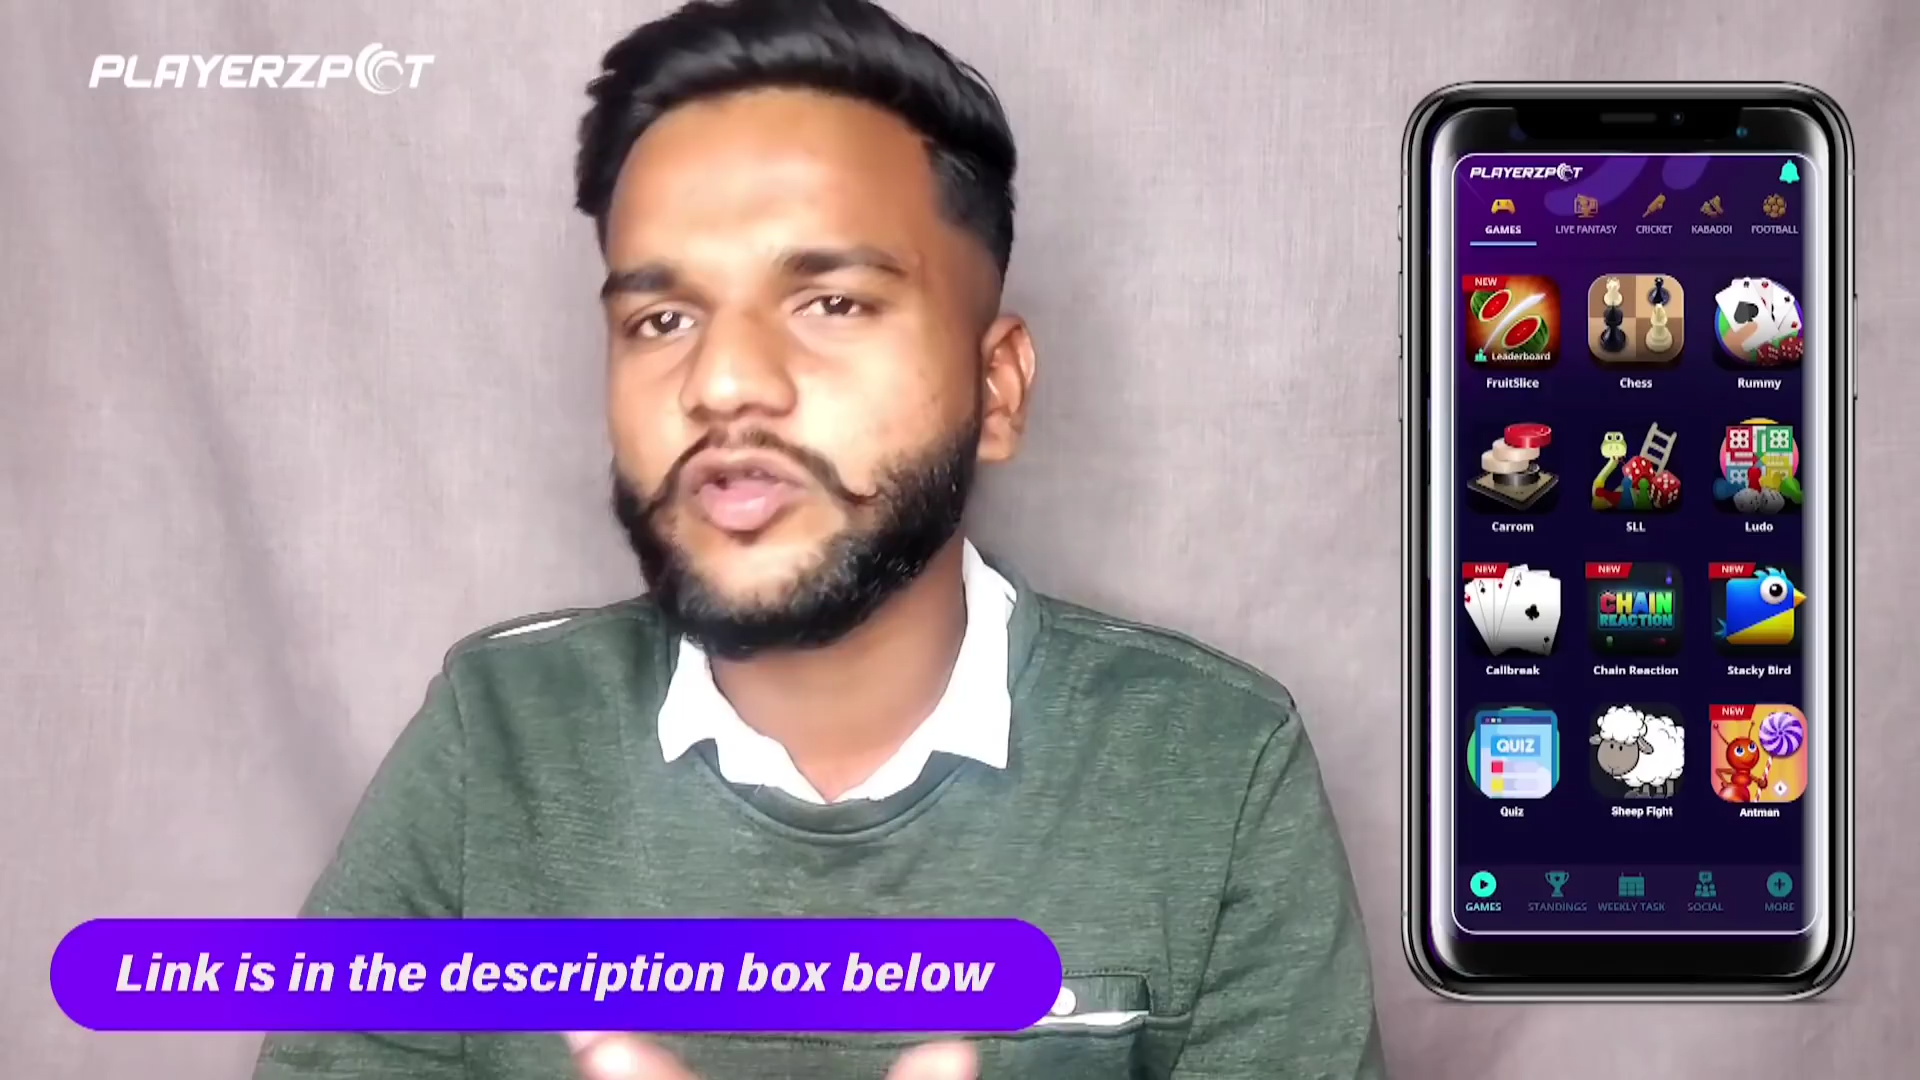 PLAYERZPOT
PLAYERZPOT
GAMES
LIVE FANTASY
CRICKET
KABADDI
FOOTBALL
NEW
Leaderboard
FruitSlice
Chess
Rummy
Carrom
SLL
Ludo
NEW
NEW
NEW
CHAIN
REACTION
Callbreak
Chain Reaction
Stacky Bird
QUIZ
NEW
Quiz
Sheep Fight
Antman
GAMES
STANDINGS
WEEKLY TASK
SOCIAL
MORE
Link is in the description box below